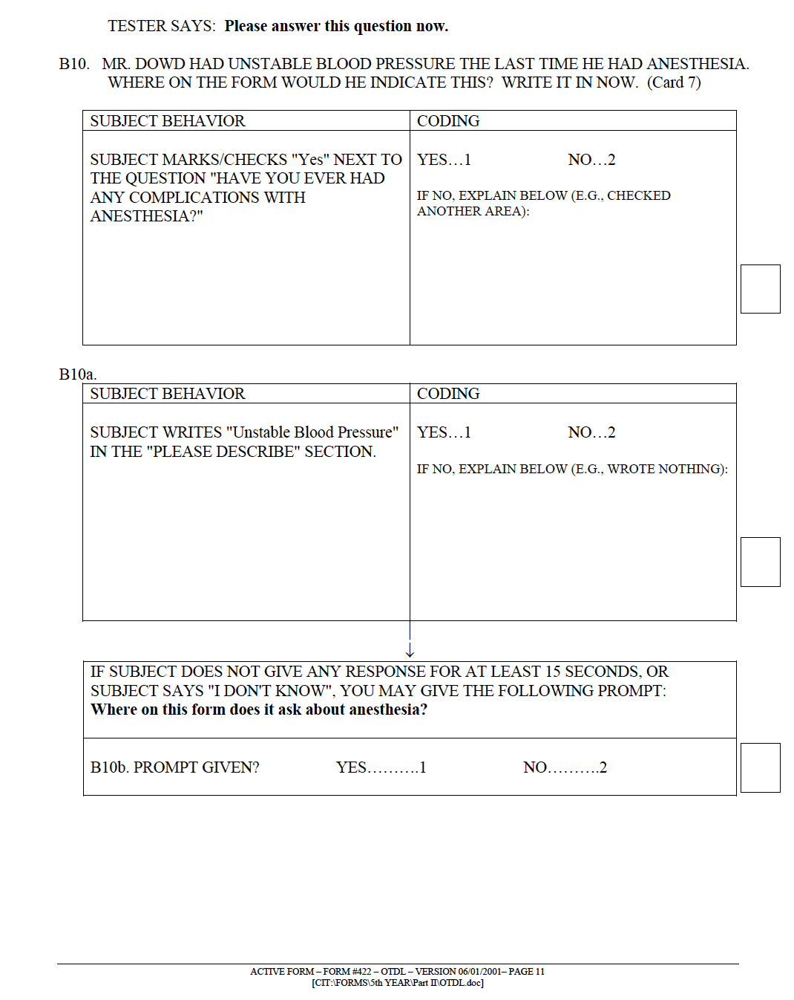 TESTER SAYS: Please answer this question now.
B10. MR. DOWD HAD UNSTABLE BLOOD PRESSURE THE LAST TIME HE HAD ANESTHESIA.
WHERE ON THE FORM WOULD HE INDICATE THIS? WRITE IT IN NOW. (Card 7)
SUBJECT BEHAVIOR
CODING
SUBJECT MARKS/CHECKS "Yes" NEXT TO
THE QUESTION "HAVE YOU EVER HAD
ANY COMPLICATIONS WITH
ANESTHESIA?"
YES…1 NO…2
IF NO, EXPLAIN BELOW (E.G., CHECKED
ANOTHER AREA):
B10a.
SUBJECT BEHAVIOR
CODING
SUBJECT WRITES "Unstable Blood Pressure"
IN THE "PLEASE DESCRIBE" SECTION.
YES…1 NO…2
IF NO, EXPLAIN BELOW (E.G., WROTE NOTHING):
IF SUBJECT DOES NOT GIVE ANY RESPONSE FOR AT LEAST 15 SECONDS, OR
SUBJECT SAYS "I DON'T KNOW", YOU MAY GIVE THE FOLLOWING PROMPT:
Where on this form does it ask about anesthesia?
B10b. PROMPT GIVEN? YES……….1 NO……….2
ACTIVE FORM – FORM #422 – OTDL – VERSION 06/01/2001– PAGE 11
[CIT:\FORMS\5th YEAR\Part II\OTDL.doc]